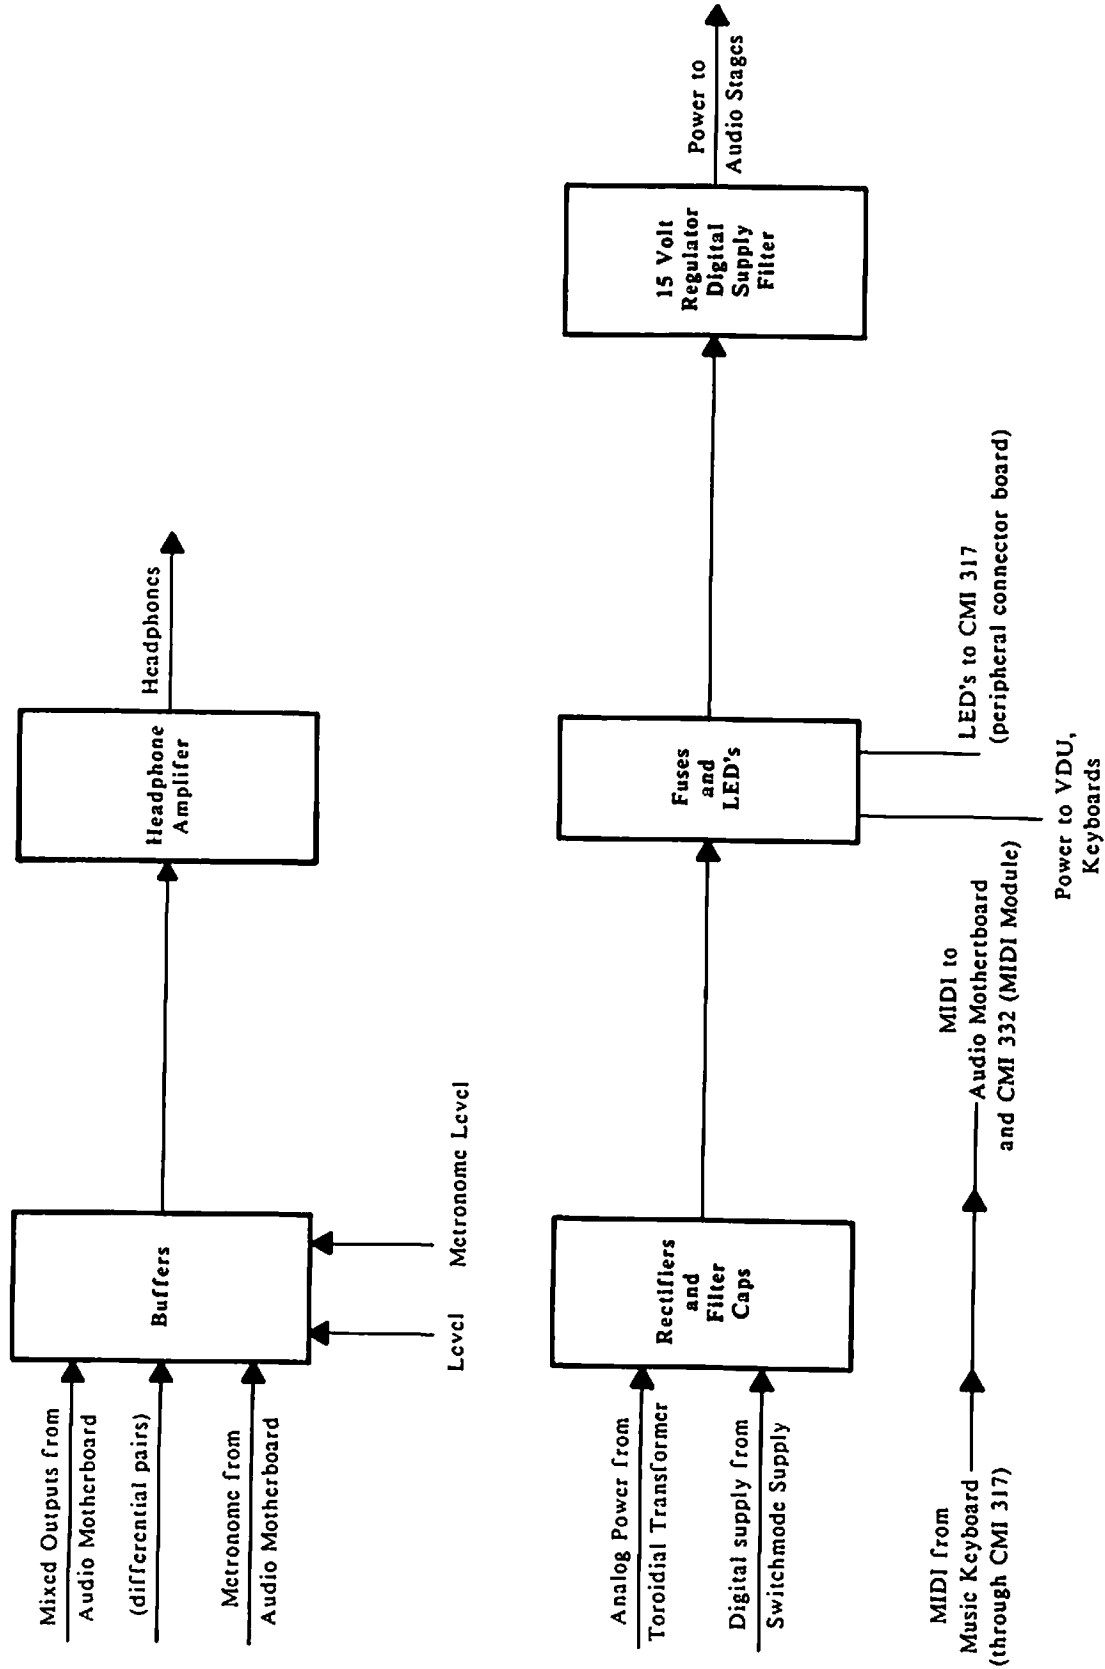 Mixed Outputs from
Audio Motherboard
(differential pairs)
Metronome from
Audio Motherboard
Buffers
Level
Metronome Level
Headphone
Amplifer
Headphones
Analog Power from
Toroidial Transformer
Digital supply from
Switchmode Supply
Rectifiers
and
Filter
Caps
Fuses
and
LED's
15 Volt
Regulator
Digital
Supply
Filter
Power to
Audio Stages
LED's to CMI 317
(peripheral connector board)
Power to VDU,
Keyboards
MIDI from
Music Keyboard
(through CMI 317)
MIDI to
Audio Mothertboard
and CMI 332 (MIDI Module)